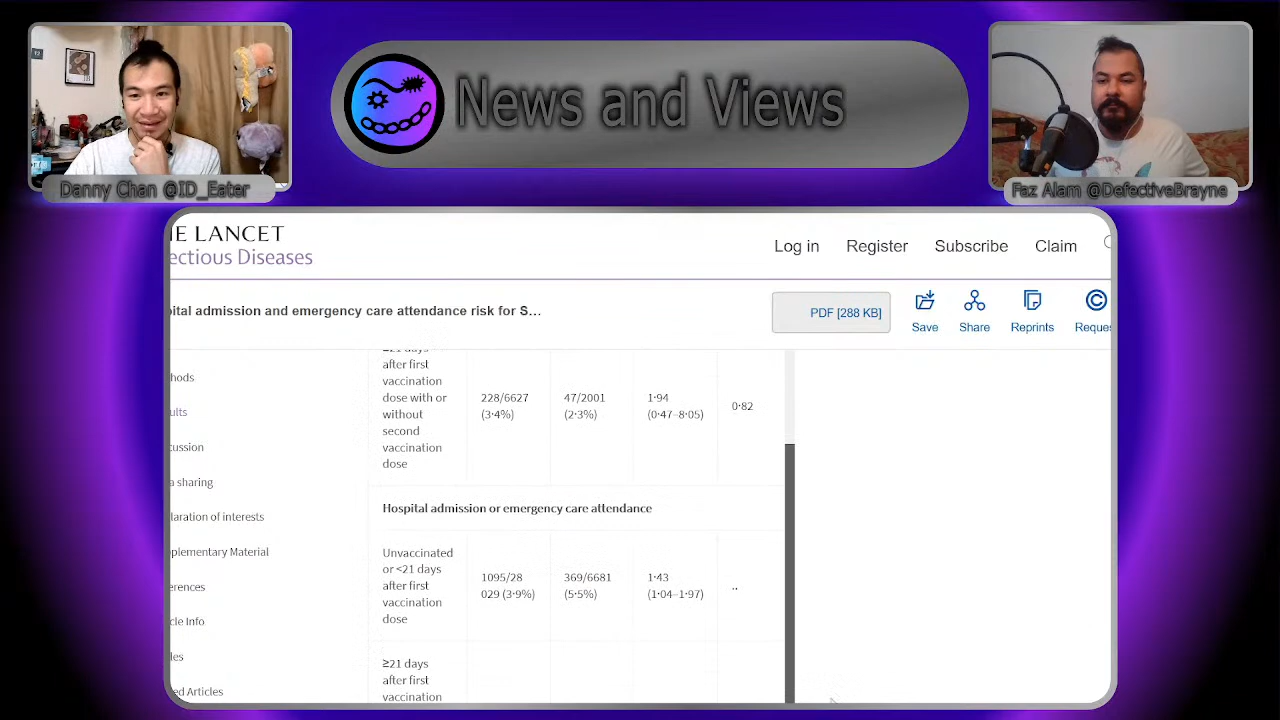 News and Views
Danny Chan @ID_Eater
Faz Alam @DefectiveBrayne
HE LANCET
ectious Diseases
Log in
Register
Subscribe
Claim
pital admission and emergency care attendance risk for S…
PDF [288 KB]
Save
Share
Reprints
Reques
thods
ults
cussion
a sharing
laration of interests
plementary Material
erences
cle Info
les
ed Articles
≥21 days
after first
vaccination
dose with or
without
second
vaccination
dose
228/6627
(3·4%)
47/2001
(2·3%)
1·94
(0·47–8·05)
0·82
Hospital admission or emergency care attendance
Unvaccinated
or <21 days
after first
vaccination
dose
1095/28
029 (3·9%)
369/6681
(5·5%)
1·43
(1·04–1·97)
..
≥21 days
after first
vaccination